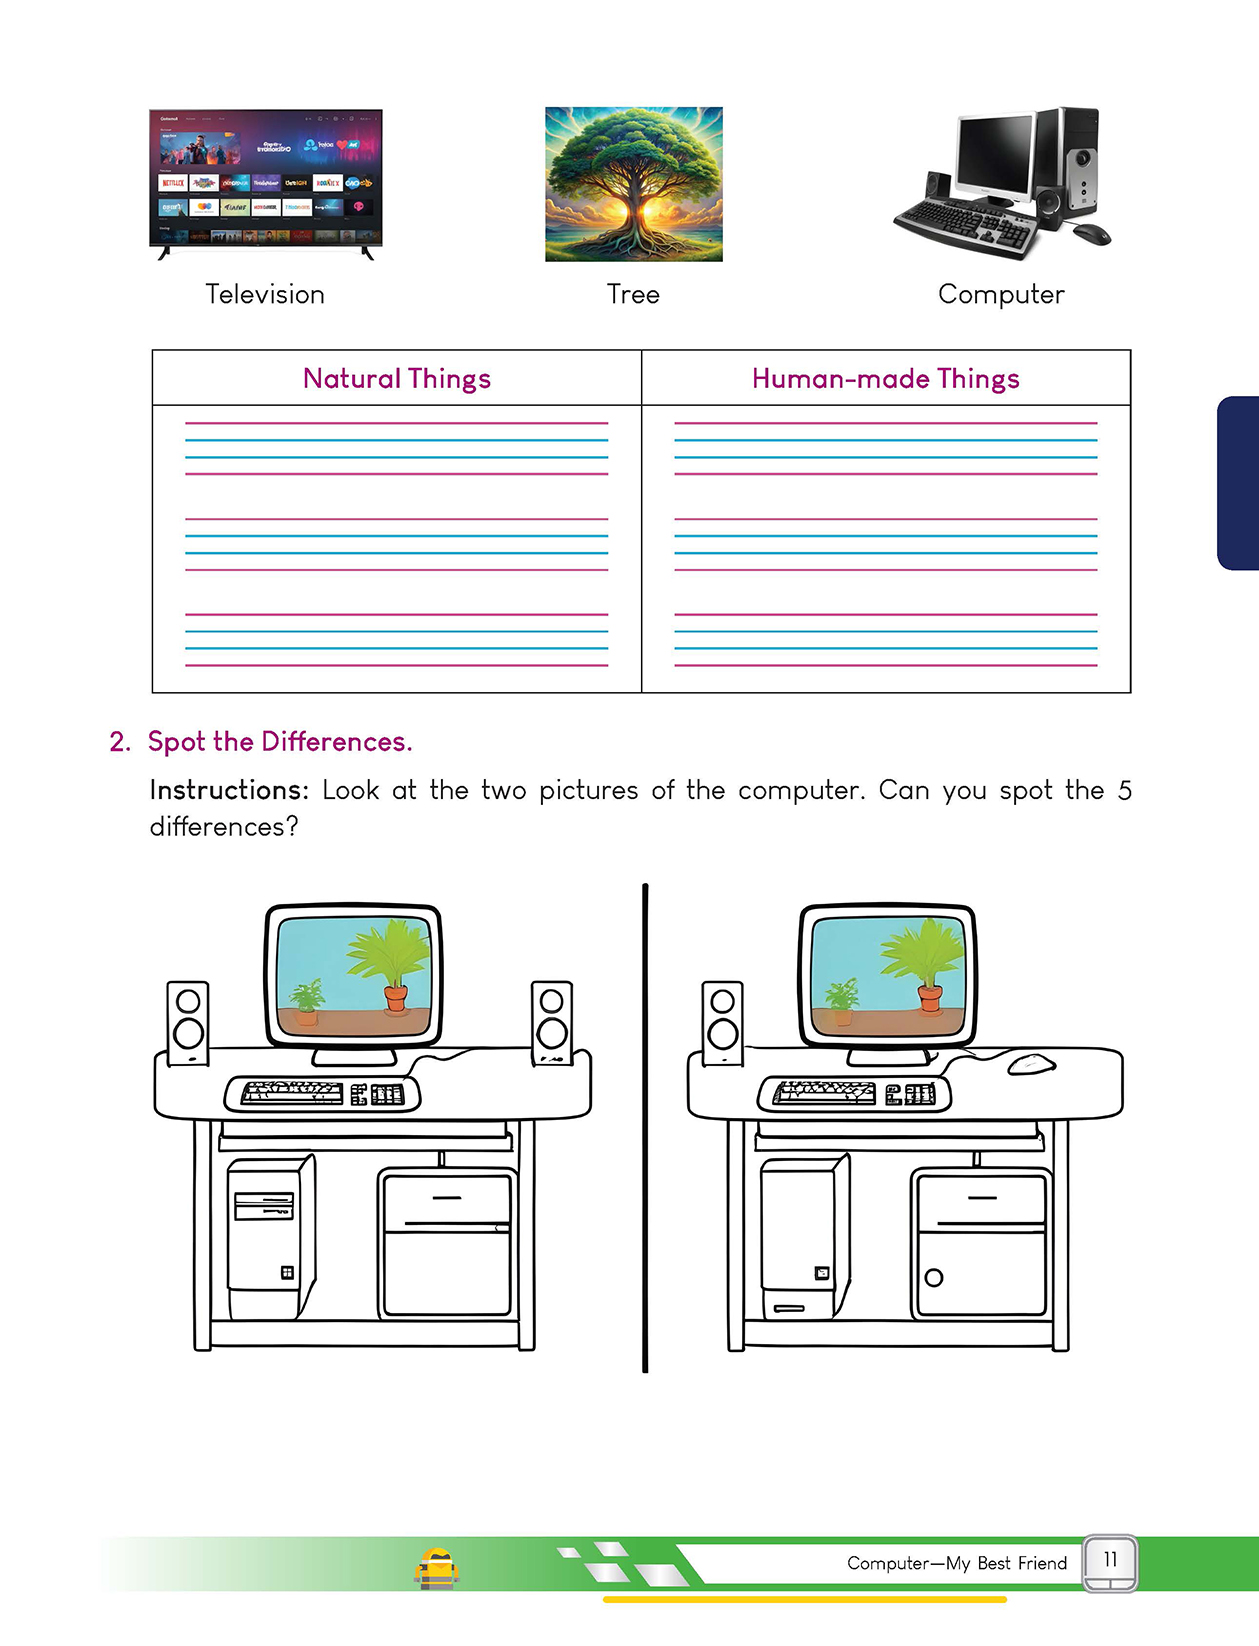 NETFLIX
Television
Tree
Computer
Natural Things
Human-made Things
2. Spot the Differences.
Instructions: Look at the two pictures of the computer. Can you spot the 5
differences?
Computer—My Best Friend
11